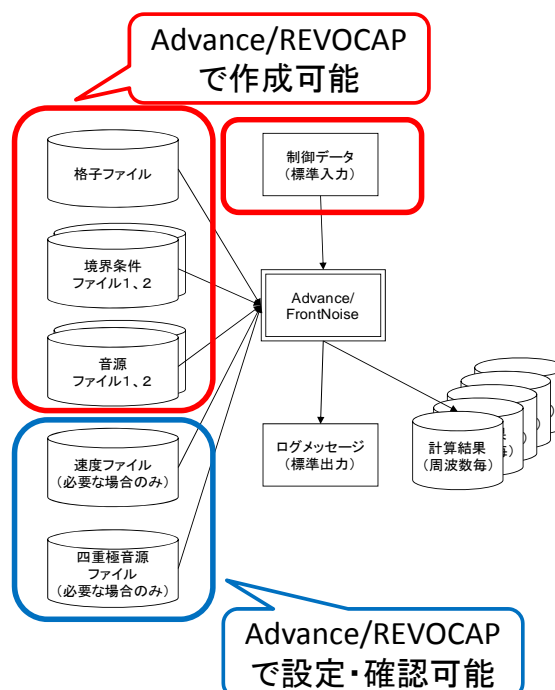 Advance/REVOCAP
で作成可能
格子ファイル
制御データ
(標準入力)
境界条件
ファイル1、2
Advance/
FrontNoise
音源
ファイル1、2
速度ファイル
(必要な場合のみ)
ログメッセージ
(標準出力)
計算結果
(周波数毎)
四重極音源
ファイル
(必要な場合のみ)
Advance/REVOCAP
で設定・確認可能